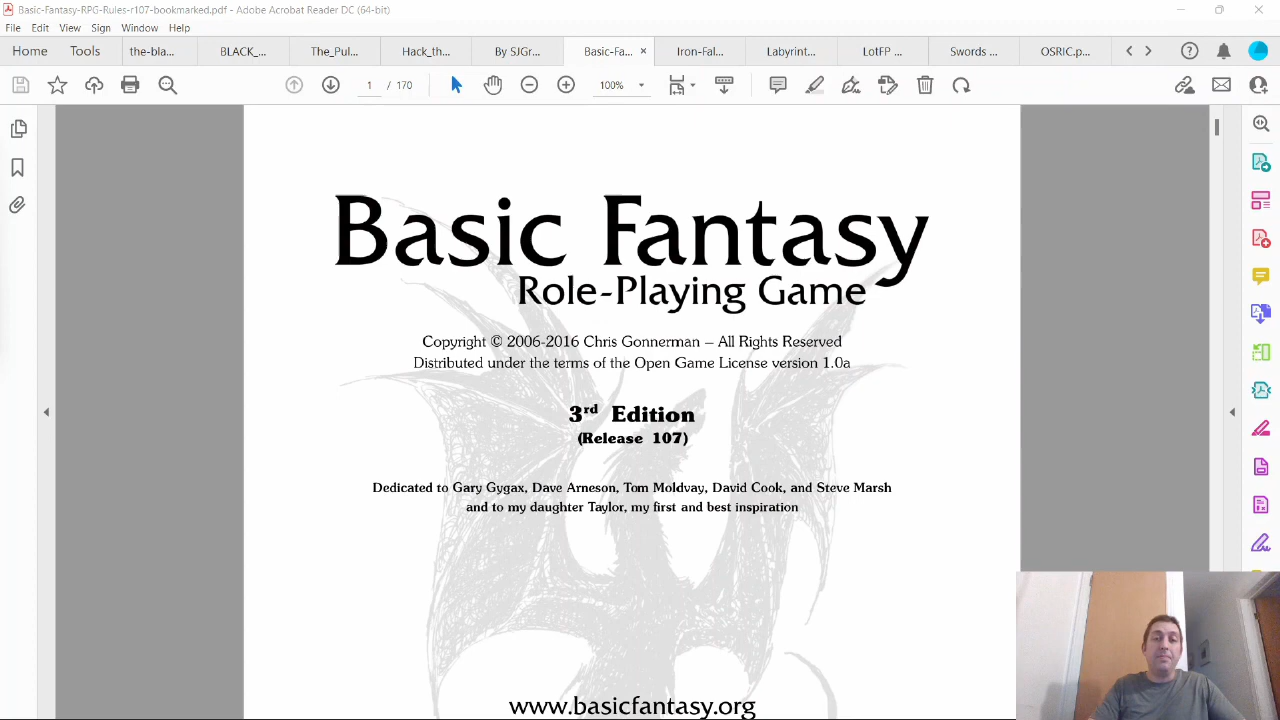 Basic-Fantasy-RPG-Rules-r107-bookmarked.pdf - Adobe Acrobat Reader DC (64-bit)
File Edit View Sign Window Help
Home Tools the-bla... BLACK_... The_Pul... Hack_th... By SJGr... Basic-Fa... × Iron-Fal... Labyrint... LotFP ... Swords ... OSRIC.p...
1 / 170 100%
Basic Fantasy
Role-Playing Game
Copyright © 2006-2016 Chris Gonnerman – All Rights Reserved
Distributed under the terms of the Open Game License version 1.0a
3rd Edition
(Release 107)
Dedicated to Gary Gygax, Dave Arneson, Tom Moldvay, David Cook, and Steve Marsh
and to my daughter Taylor, my first and best inspiration
www.basicfantasy.org